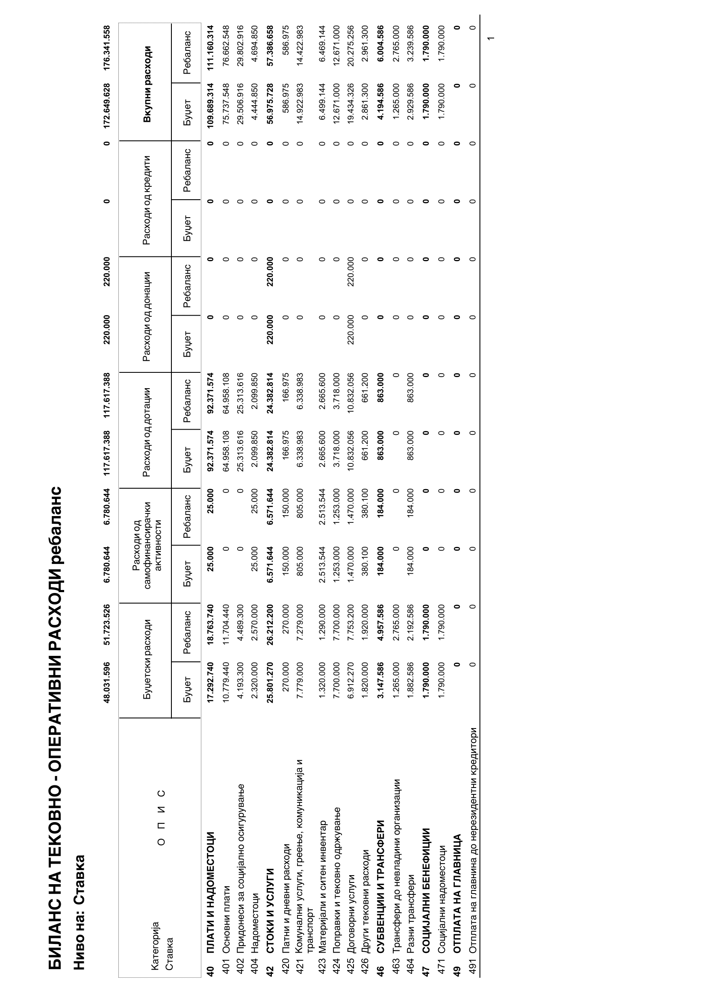 БИЛАНС НА ТЕКОВНО - ОПЕРАТИВНИ РАСХОДИ ребаланс
Ниво на: Ставка
48.031.596 51.723.526 6.780.644 6.780.644 117.617.388 117.617.388 220.000 220.000 0 0 172.649.628 176.341.558
Категорија
Ставка
О П И С
Буџетски расходи
Расходи од
самофинансирачки
активности
Расходи од дотации
Расходи од донации
Расходи од кредити
Вкупни расходи
Буџет Ребаланс Буџет Ребаланс Буџет Ребаланс Буџет Ребаланс Буџет Ребаланс Буџет Ребаланс
40 ПЛАТИ И НАДОМЕСТОЦИ 17.292.740 18.763.740 25.000 25.000 92.371.574 92.371.574 0 0 0 0 109.689.314 111.160.314
401 Основни плати 10.779.440 11.704.440 0 0 64.958.108 64.958.108 0 0 0 0 75.737.548 76.662.548
402 Придонеси за социјално осигурување 4.193.300 4.489.300 0 0 25.313.616 25.313.616 0 0 0 0 29.506.916 29.802.916
404 Надоместоци 2.320.000 2.570.000 25.000 25.000 2.099.850 2.099.850 0 0 0 0 4.444.850 4.694.850
42 СТОКИ И УСЛУГИ 25.801.270 26.212.200 6.571.644 6.571.644 24.382.814 24.382.814 220.000 220.000 0 0 56.975.728 57.386.658
420 Патни и дневни расходи 270.000 270.000 150.000 150.000 166.975 166.975 0 0 0 0 586.975 586.975
421 Комунални услуги, греење, комуникација и 7.779.000 7.279.000 805.000 805.000 6.338.983 6.338.983 0 0 0 0 14.922.983 14.422.983
транспорт
423 Материјали и ситен инвентар 1.320.000 1.290.000 2.513.544 2.513.544 2.665.600 2.665.600 0 0 0 0 6.499.144 6.469.144
424 Поправки и тековно одржување 7.700.000 7.700.000 1.253.000 1.253.000 3.718.000 3.718.000 0 0 0 0 12.671.000 12.671.000
425 Договорни услуги 6.912.270 7.753.200 1.470.000 1.470.000 10.832.056 10.832.056 220.000 220.000 0 0 19.434.326 20.275.256
426 Други тековни расходи 1.820.000 1.920.000 380.100 380.100 661.200 661.200 0 0 0 0 2.861.300 2.961.300
46 СУБВЕНЦИИ И ТРАНСФЕРИ 3.147.586 4.957.586 184.000 184.000 863.000 863.000 0 0 0 0 4.194.586 6.004.586
463 Трансфери до невладини организации 1.265.000 2.765.000 0 0 0 0 0 0 0 0 1.265.000 2.765.000
464 Разни трансфери 1.882.586 2.192.586 184.000 184.000 863.000 863.000 0 0 0 0 2.929.586 3.239.586
47 СОЦИЈАЛНИ БЕНЕФИЦИИ 1.790.000 1.790.000 0 0 0 0 0 0 0 0 1.790.000 1.790.000
471 Социјални надоместоци 1.790.000 1.790.000 0 0 0 0 0 0 0 0 1.790.000 1.790.000
49 ОТПЛАТА НА ГЛАВНИЦА 0 0 0 0 0 0 0 0 0 0 0 0
491 Отплата на главнина до нерезидентни кредитори 0 0 0 0 0 0 0 0 0 0 0 0
1